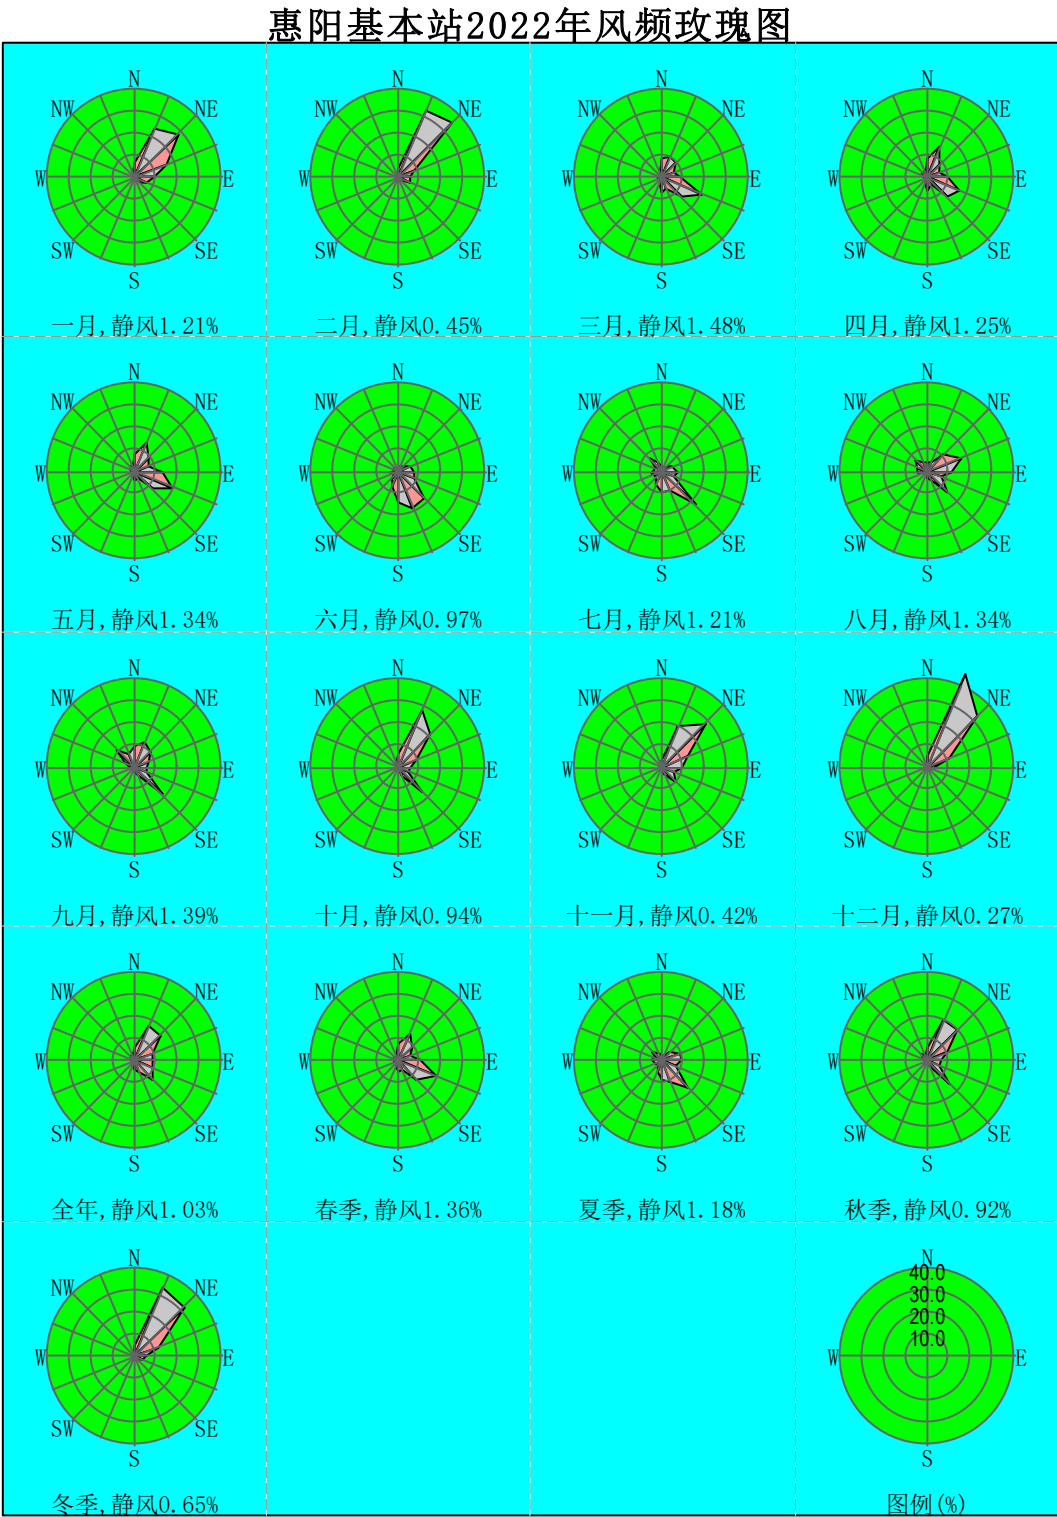 惠阳基本站2022年风频玫瑰图
N
NW
NE
W
E
SW
SE
S
一月,静风1.21%
N
NW
NE
W
E
SW
SE
S
二月,静风0.45%
N
NW
NE
W
E
SW
SE
S
三月,静风1.48%
N
NW
NE
W
E
SW
SE
S
四月,静风1.25%
N
NW
NE
W
E
SW
SE
S
五月,静风1.34%
N
NW
NE
W
E
SW
SE
S
六月,静风0.97%
N
NW
NE
W
E
SW
SE
S
七月,静风1.21%
N
NW
NE
W
E
SW
SE
S
八月,静风1.34%
N
NW
NE
W
E
SW
SE
S
九月,静风1.39%
N
NW
NE
W
E
SW
SE
S
十月,静风0.94%
N
NW
NE
W
E
SW
SE
S
十一月,静风0.42%
N
NW
NE
W
E
SW
SE
S
十二月,静风0.27%
N
NW
NE
W
E
SW
SE
S
全年,静风1.03%
N
NW
NE
W
E
SW
SE
S
春季,静风1.36%
N
NW
NE
W
E
SW
SE
S
夏季,静风1.18%
N
NW
NE
W
E
SW
SE
S
秋季,静风0.92%
N
NW
NE
W
E
SW
SE
S
冬季,静风0.65%
N
40.0
30.0
20.0
10.0
W
E
S
图例(%)